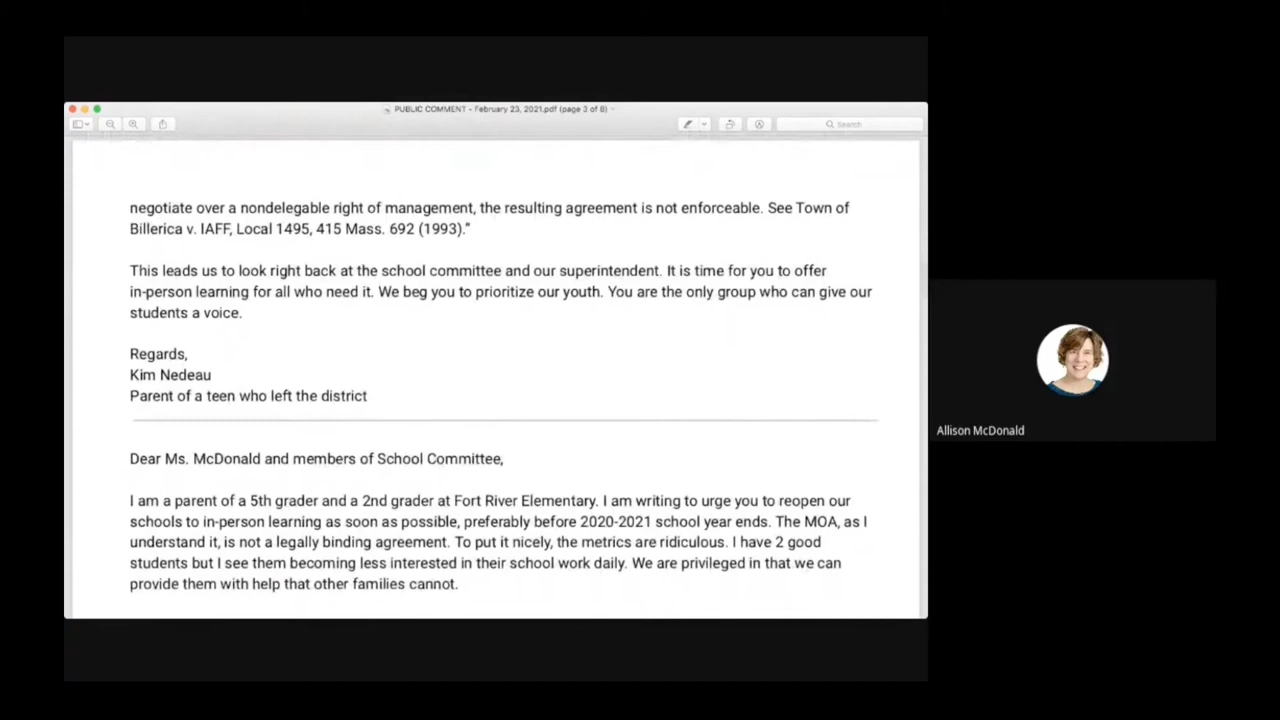 PUBLIC COMMENT - February 23, 2021.pdf (page 3 of 8)
Search
negotiate over a nondelegable right of management, the resulting agreement is not enforceable. See Town of
Billerica v. IAFF, Local 1495, 415 Mass. 692 (1993)."
This leads us to look right back at the school committee and our superintendent. It is time for you to offer
in-person learning for all who need it. We beg you to prioritize our youth. You are the only group who can give our
students a voice.
Regards,
Kim Nedeau
Parent of a teen who left the district
Dear Ms. McDonald and members of School Committee,
I am a parent of a 5th grader and a 2nd grader at Fort River Elementary. I am writing to urge you to reopen our
schools to in-person learning as soon as possible, preferably before 2020-2021 school year ends. The MOA, as I
understand it, is not a legally binding agreement. To put it nicely, the metrics are ridiculous. I have 2 good
students but I see them becoming less interested in their school work daily. We are privileged in that we can
provide them with help that other families cannot.
Allison McDonald